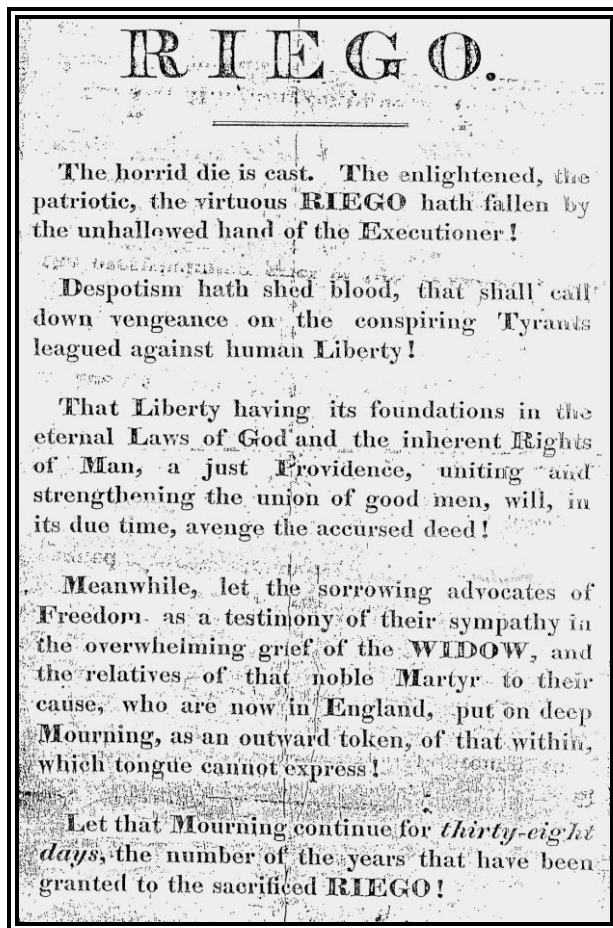 RIEGO.
The horrid die is cast. The enlightened, the
patriotic, the virtuous RIEGO hath fallen by
the unhallowed hand of the Executioner!
Despotism hath shed blood, that shall call
down vengeance on the conspiring Tyrants
leagued against human Liberty!
That Liberty having its foundations in the
eternal Laws of God and the inherent Rights
of Man, a just Providence, uniting and
strengthening the union of good men, will, in
its due time, avenge the accursed deed!
Meanwhile, let the sorrowing advocates of
Freedom as a testimony of their sympathy in
the overwhelming grief of the WIDOW, and
the relatives of that noble Martyr to their
cause, who are now in England, put on deep
Mourning, as an outward token, of that within,
which tongue cannot express!
Let that Mourning continue for thirty-eight
days, the number of the years that have been
granted to the sacrificed RIEGO!